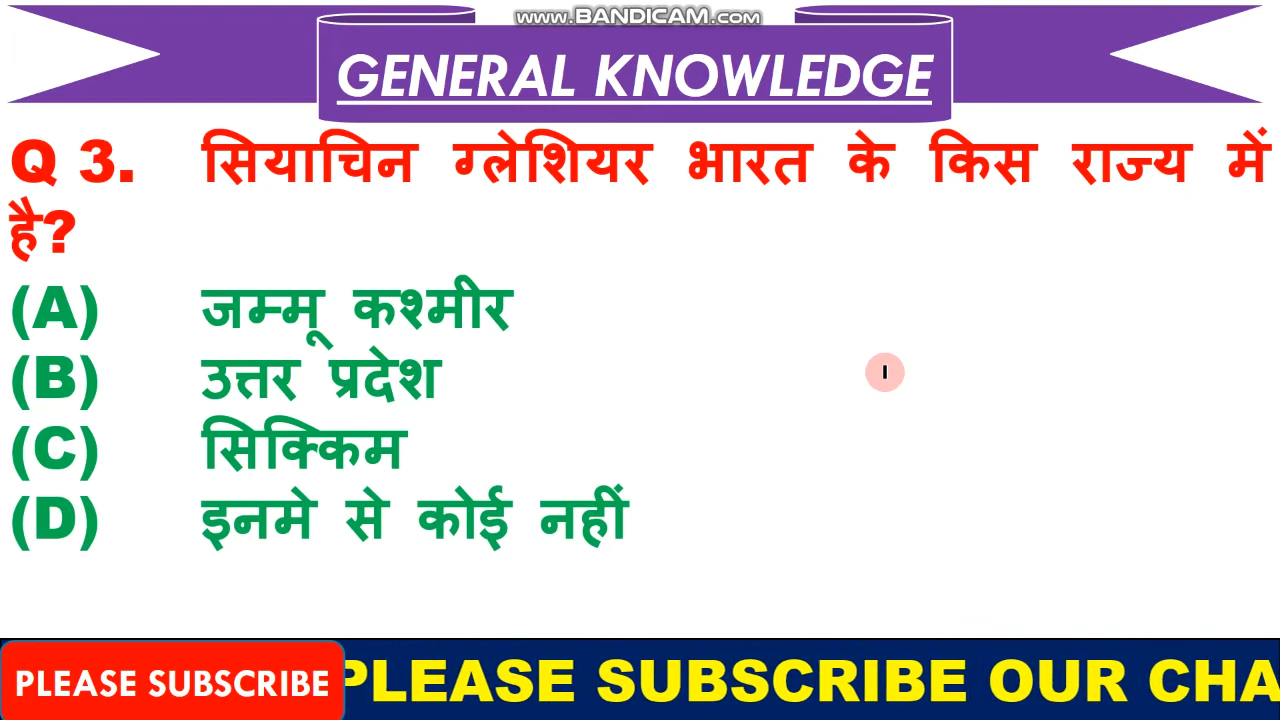 www.BANDICAM.com
GENERAL KNOWLEDGE
Q 3. सियाचिन ग्लेशियर भारत के किस राज्य में
है?
(A) जम्मू कश्मीर
(B) उत्तर प्रदेश
(C) सिक्किम
(D) इनमे से कोई नहीं
PLEASE SUBSCRIBE
PLEASE SUBSCRIBE OUR CHA